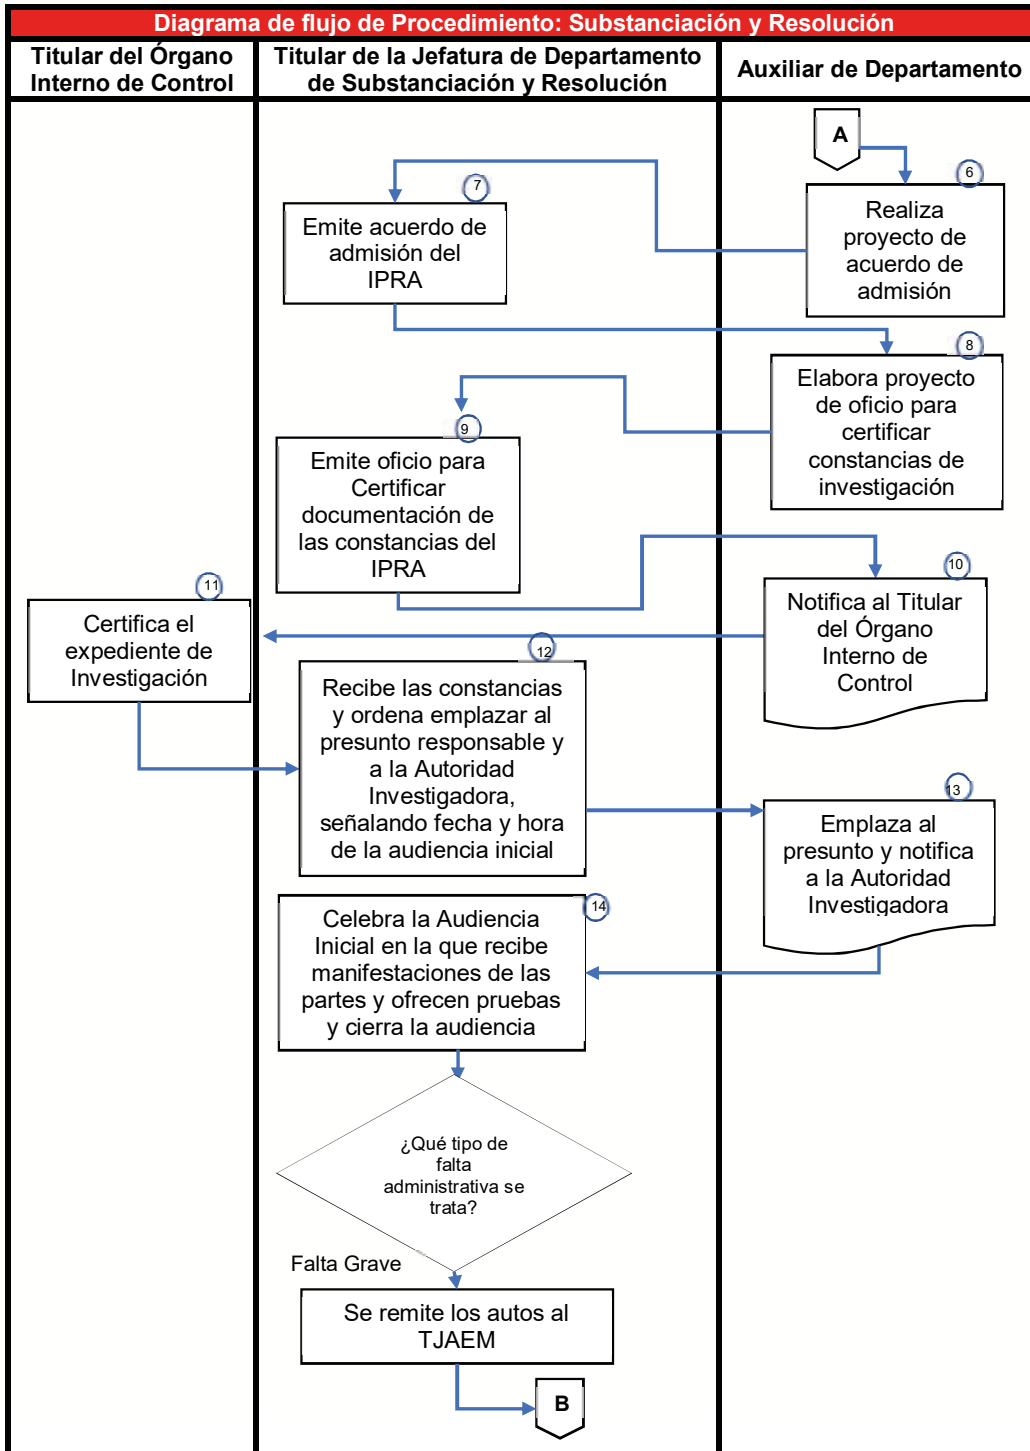 Diagrama de flujo de Procedimiento: Substanciación y Resolución
Titular del Órgano
Interno de Control
Titular de la Jefatura de Departamento
de Substanciación y Resolución
Auxiliar de Departamento
A
6
Realiza
proyecto de
acuerdo de
admisión
7
Emite acuerdo de
admisión del
IPRA
8
Elabora proyecto
de oficio para
certificar
constancias de
investigación
9
Emite oficio para
Certificar
documentación de
las constancias del
IPRA
10
Notifica al Titular
del Órgano
Interno de
Control
11
Certifica el
expediente de
Investigación
12
Recibe las constancias
y ordena emplazar al
presunto responsable y
a la Autoridad
Investigadora,
señalando fecha y hora
de la audiencia inicial
13
Emplaza al
presunto y notifica
a la Autoridad
Investigadora
14
Celebra la Audiencia
Inicial en la que recibe
manifestaciones de las
partes y ofrecen pruebas
y cierra la audiencia
¿Qué tipo de
falta
administrativa se
trata?
Falta Grave
Se remite los autos al
TJAEM
B